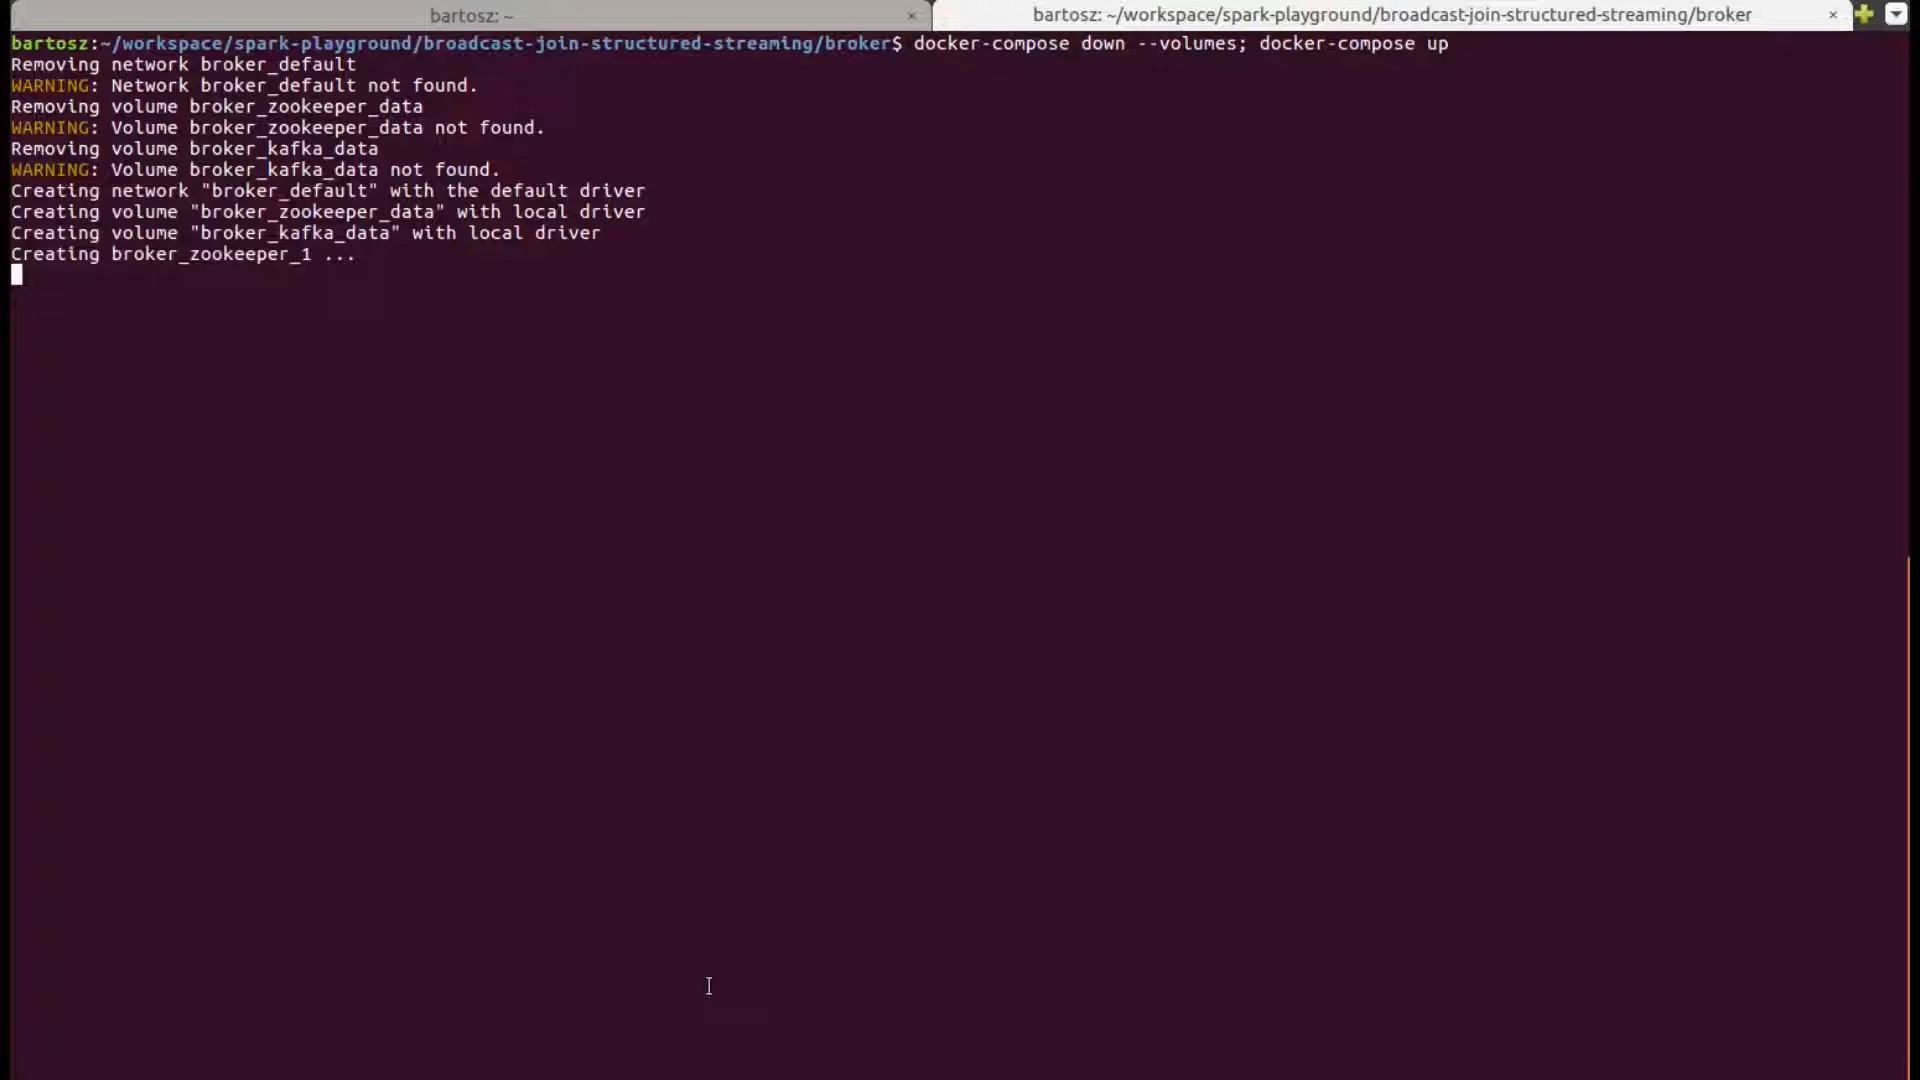 bartosz: ~ ×
bartosz: ~/workspace/spark-playground/broadcast-join-structured-streaming/broker ×
bartosz:~/workspace/spark-playground/broadcast-join-structured-streaming/broker$ docker-compose down --volumes; docker-compose up
Removing network broker_default
WARNING: Network broker_default not found.
Removing volume broker_zookeeper_data
WARNING: Volume broker_zookeeper_data not found.
Removing volume broker_kafka_data
WARNING: Volume broker_kafka_data not found.
Creating network "broker_default" with the default driver
Creating volume "broker_zookeeper_data" with local driver
Creating volume "broker_kafka_data" with local driver
Creating broker_zookeeper_1 ...